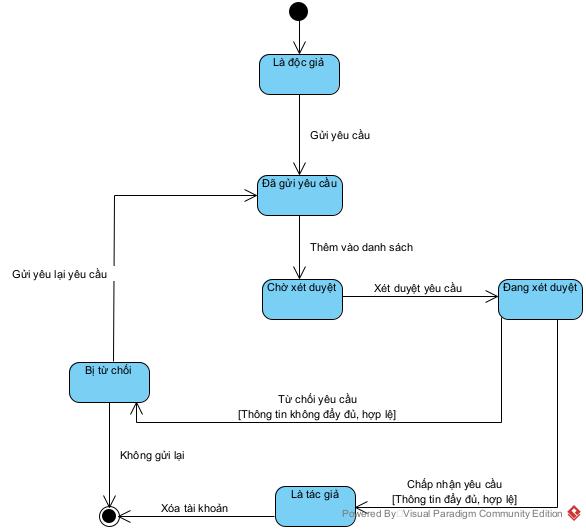 Là độc giả
Gửi yêu cầu
Đã gửi yêu cầu
Thêm vào danh sách
Gửi yêu lại yêu cầu
Chờ xét duyệt
Xét duyệt yêu cầu
Đang xét duyệt
Bị từ chối
Từ chối yêu cầu
[Thông tin không đầy đủ, hợp lệ]
Không gửi lại
Chấp nhận yêu cầu
[Thông tin đầy đủ, hợp lệ]
Là tác giả
Xóa tài khoản
Powered By Visual Paradigm Community Edition